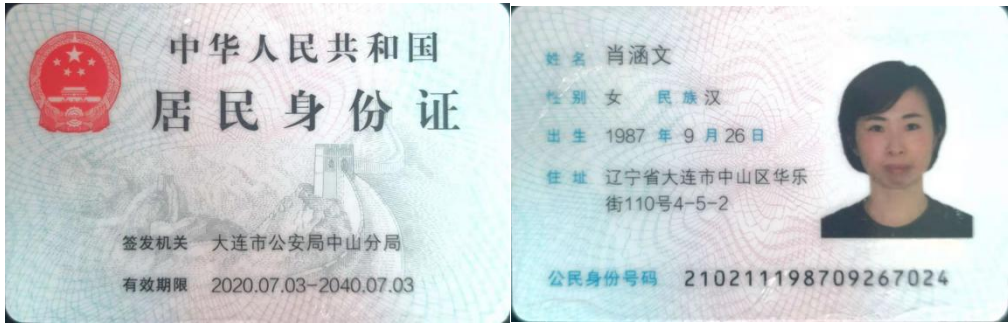 中华人民共和国
居民身份证
签发机关 大连市公安局中山分局
有效期限 2020.07.03-2040.07.03
姓名 肖涵文
性别 女 民族 汉
出生 1987 年 9 月 26 日
住址 辽宁省大连市中山区华乐
街110号4-5-2
公民身份号码 210211198709267024